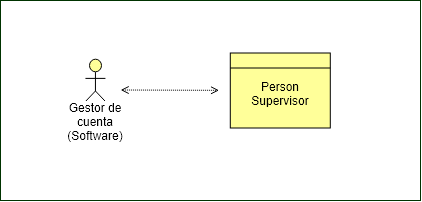 Gestor de
cuenta
(Software)
Person
Supervisor